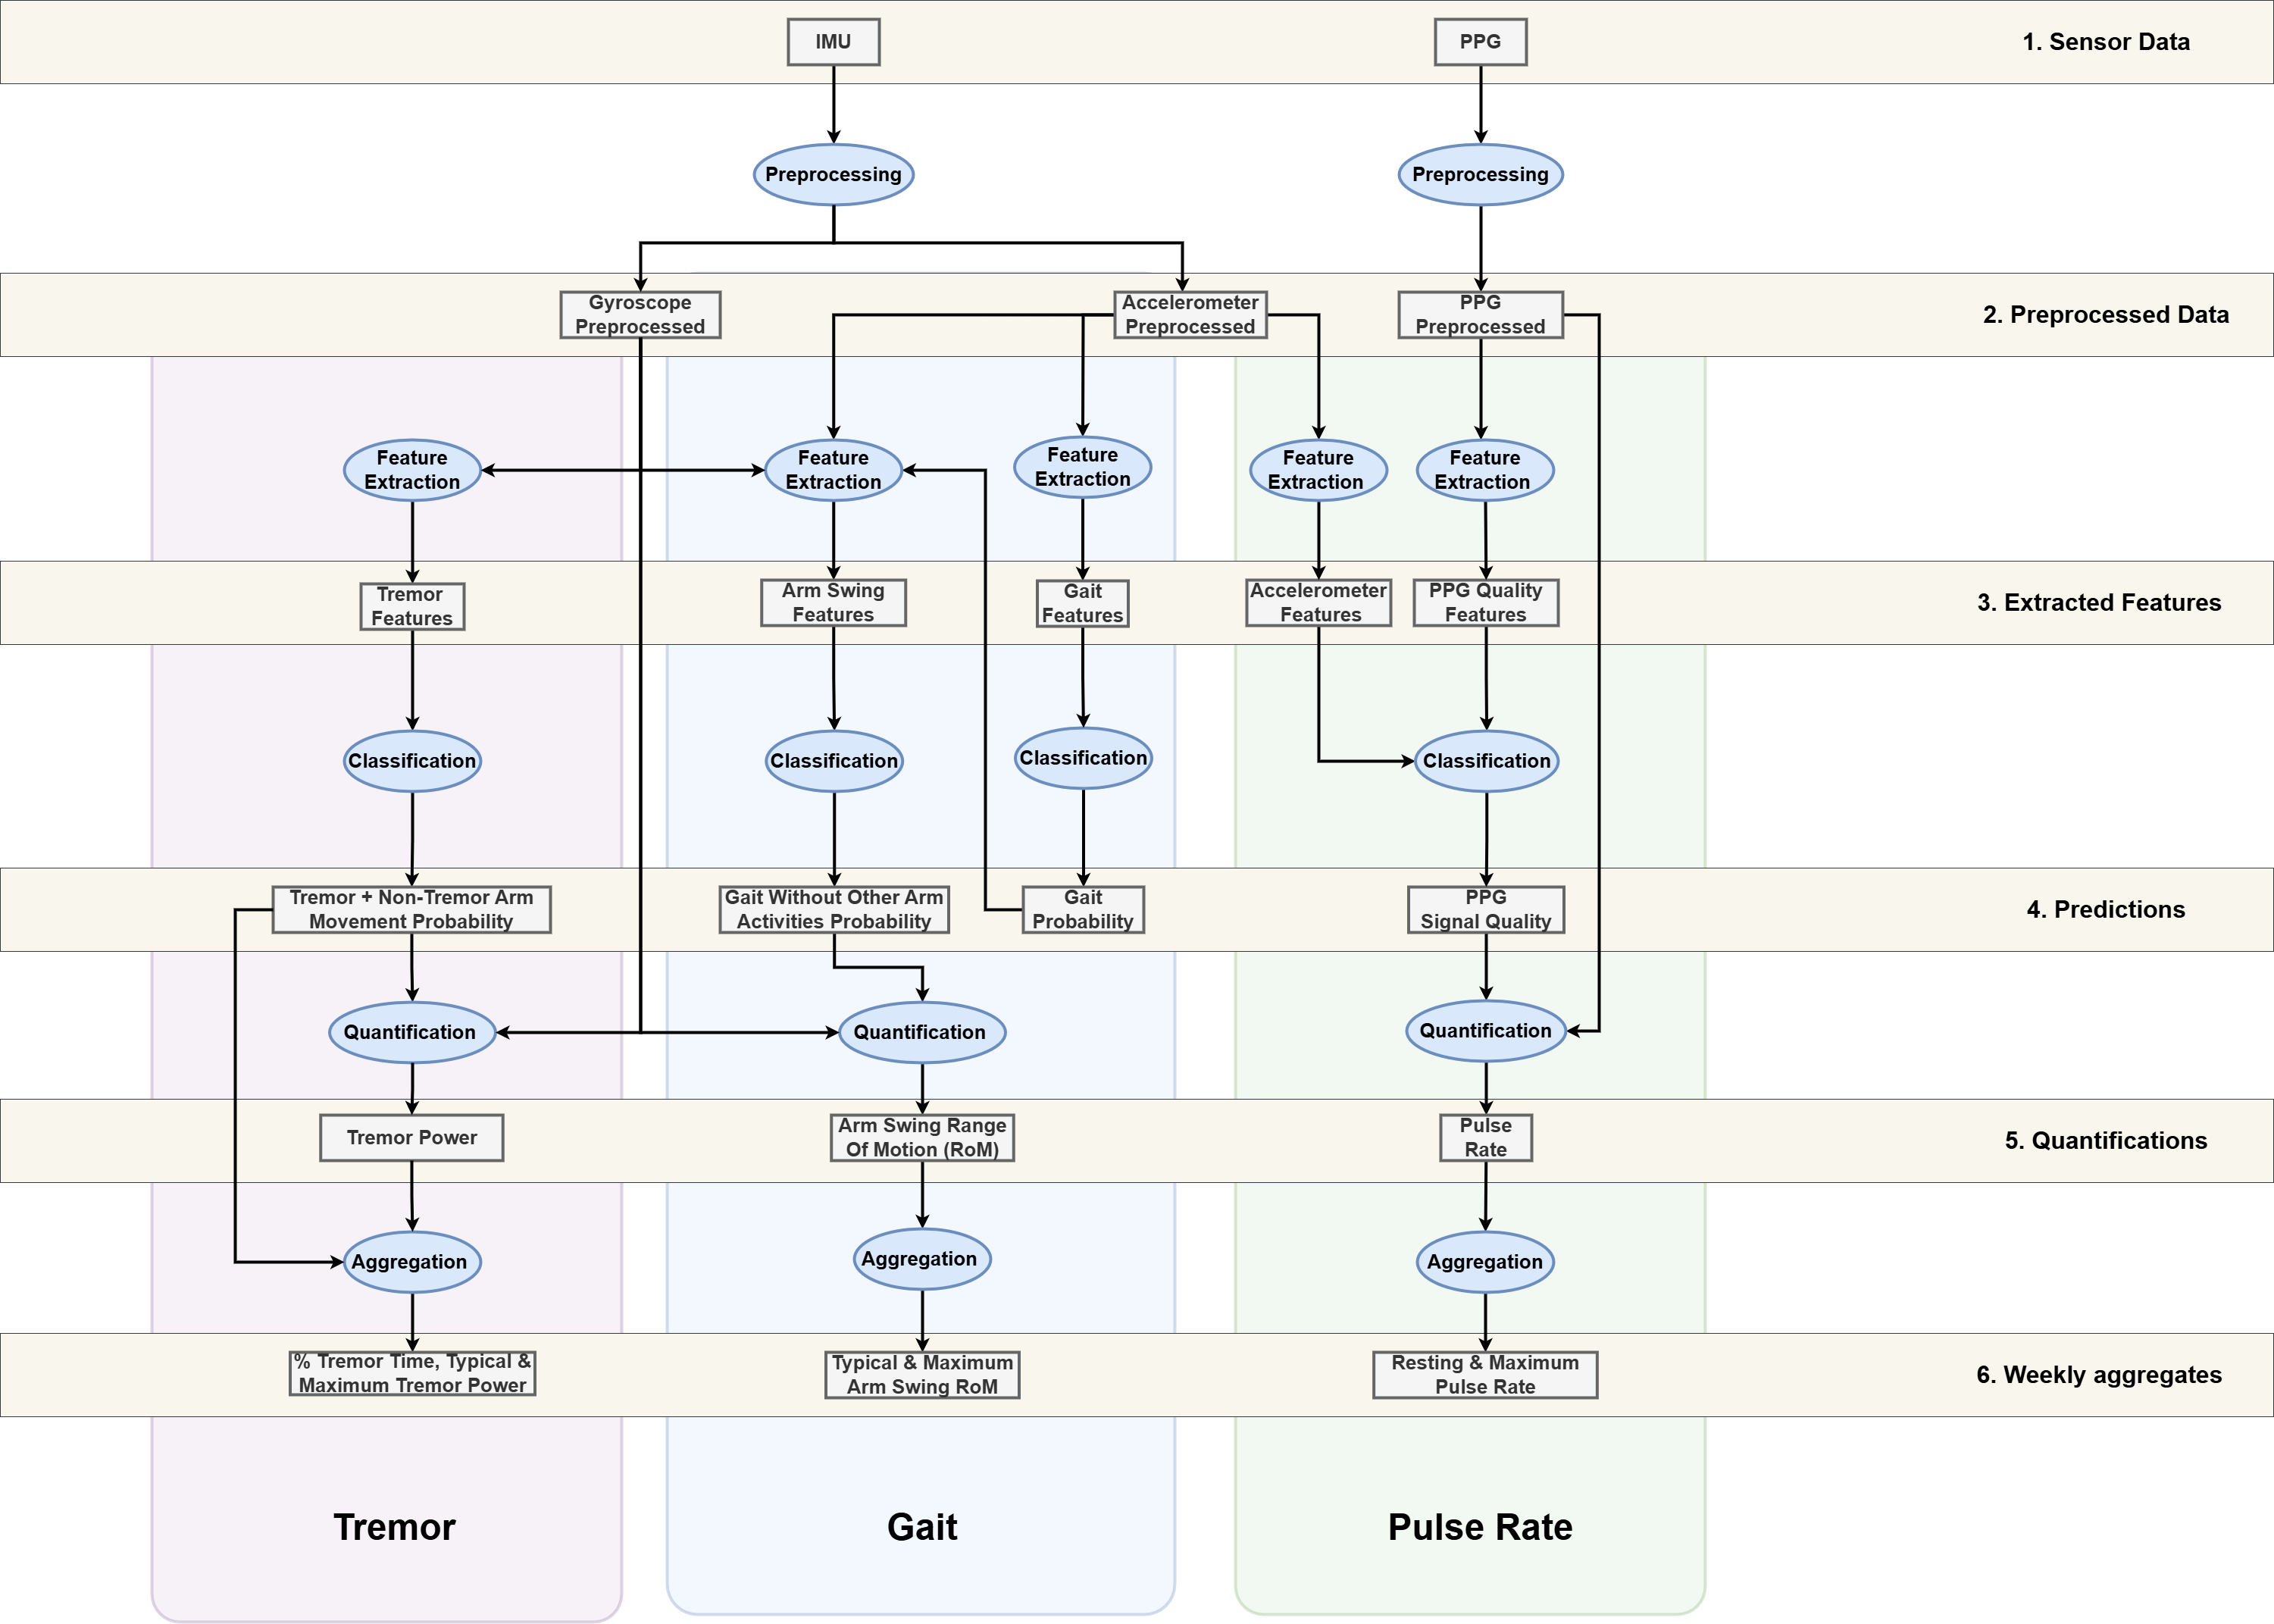 IMU
PPG
1. Sensor Data
Preprocessing
Preprocessing
Gyroscope
Preprocessed
Accelerometer
Preprocessed
PPG
Preprocessed
2. Preprocessed Data
Feature
Extraction
Feature
Extraction
Feature
Extraction
Feature
Extraction
Feature
Extraction
Tremor
Features
Arm Swing
Features
Gait
Features
Accelerometer
Features
PPG Quality
Features
3. Extracted Features
Classification
Classification
Classification
Classification
Tremor + Non-Tremor Arm
Movement Probability
Gait Without Other Arm
Activities Probability
Gait
Probability
PPG
Signal Quality
4. Predictions
Quantification
Quantification
Quantification
Tremor Power
Arm Swing Range
Of Motion (RoM)
Pulse
Rate
5. Quantifications
Aggregation
Aggregation
Aggregation
% Tremor Time, Typical &
Maximum Tremor Power
Typical & Maximum
Arm Swing RoM
Resting & Maximum
Pulse Rate
6. Weekly aggregates
Tremor
Gait
Pulse Rate